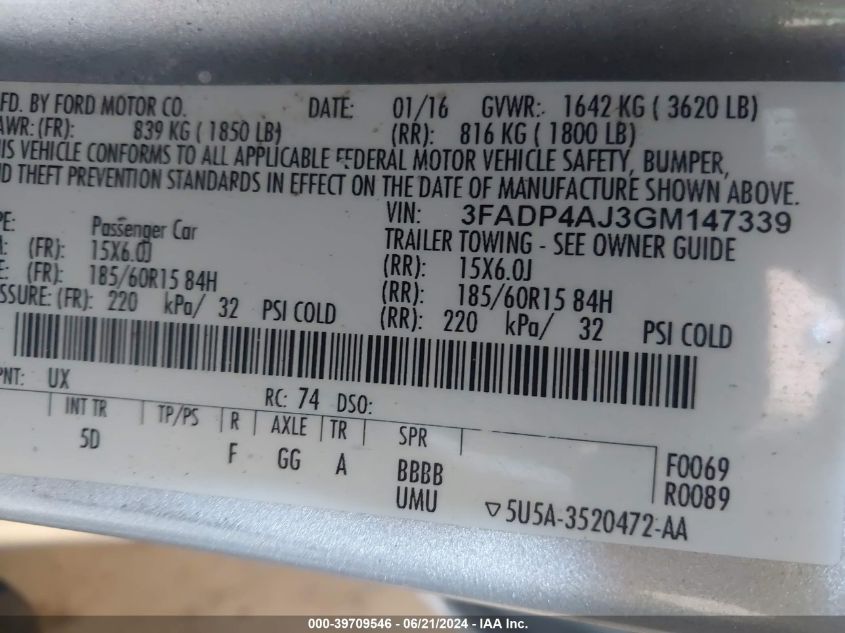 FD. BY FORD MOTOR CO. DATE: 01/16 GVWR: 1642 KG ( 3620 LB)
AWR: (FR): 839 KG ( 1850 LB) (RR): 816 KG ( 1800 LB)
IS VEHICLE CONFORMS TO ALL APPLICABLE FEDERAL MOTOR VEHICLE SAFETY, BUMPER,
D THEFT PREVENTION STANDARDS IN EFFECT ON THE DATE OF MANUFACTURE SHOWN ABOVE.
VIN: 3FADP4AJ3GM147339
PE: Passenger Car TRAILER TOWING - SEE OWNER GUIDE
(FR): 15X6.0J (RR): 15X6.0J
E: (FR): 185/60R15 84H (RR): 185/60R15 84H
SSURE: (FR): 220 kPa/ 32 PSI COLD (RR): 220 kPa/ 32 PSI COLD
PNT: UX
RC: 74 DSO:
INT TR TP/PS R AXLE TR SPR
5D F GG A BBBB F0069
UMU R0089
▽5U5A-3520472-AA
000-39709546 - 06/21/2024 - IAA, Inc.